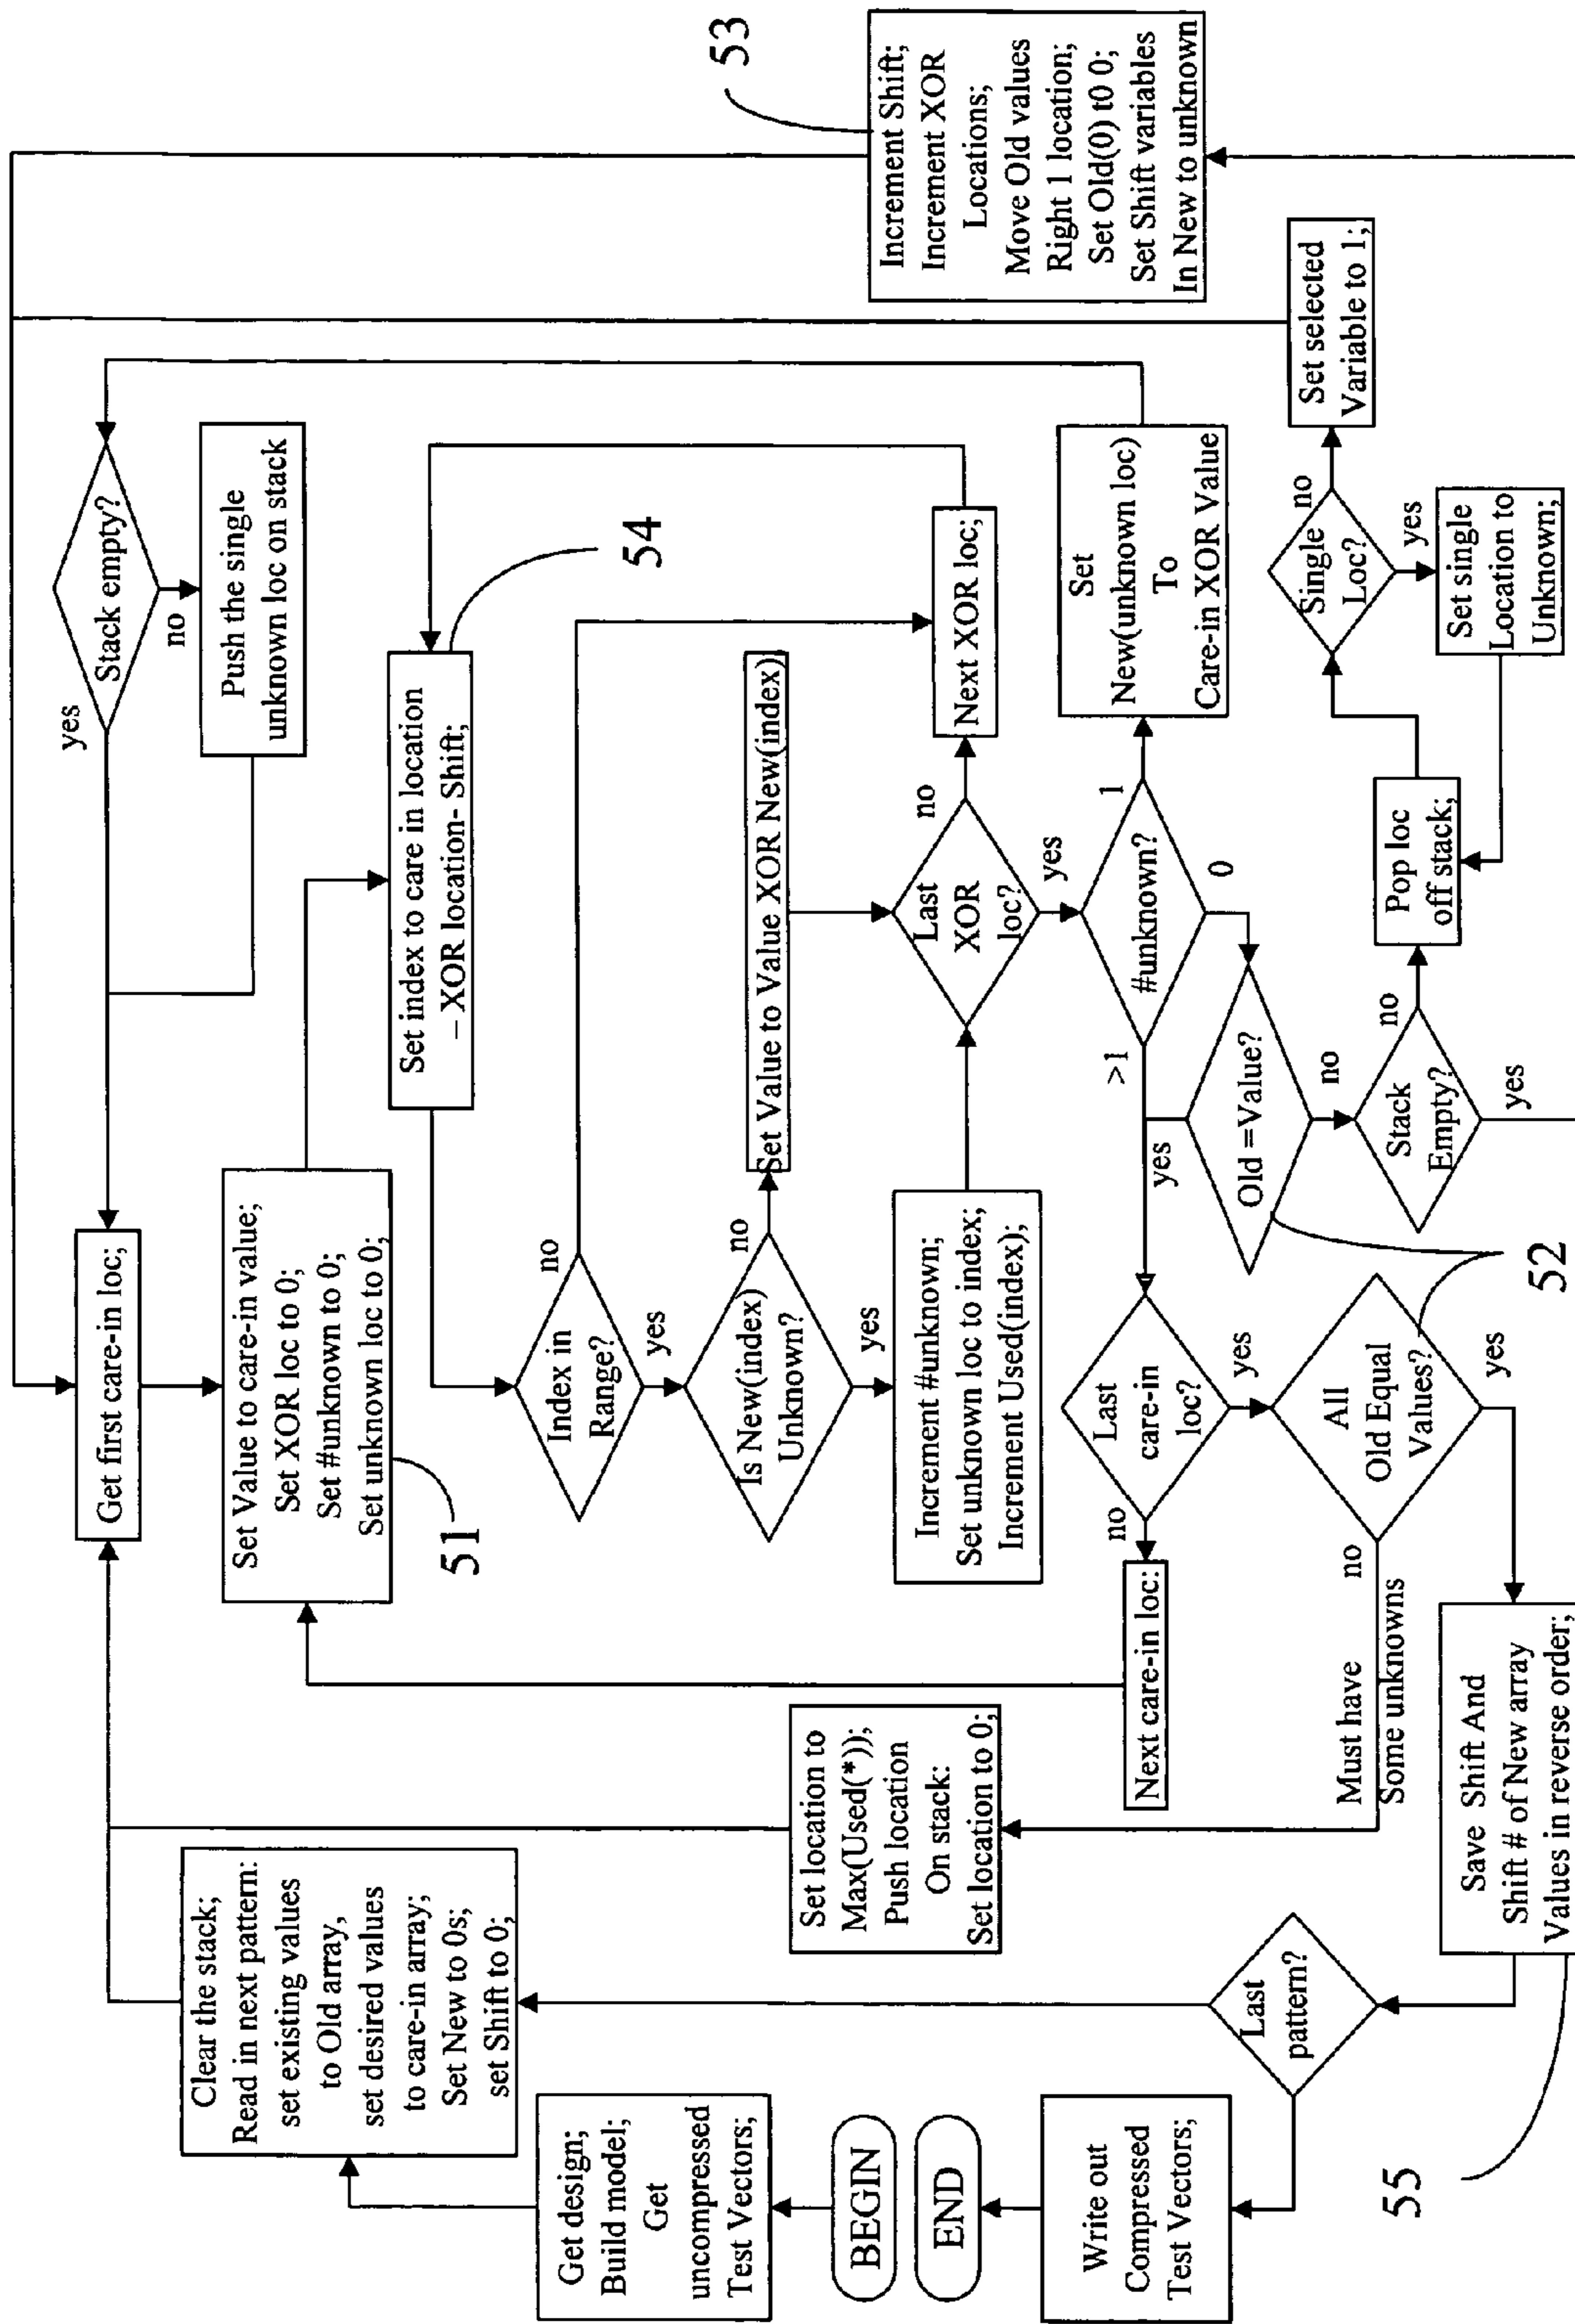 BEGIN
Get design;
Build model;
Get
uncompressed
Test Vectors;
Clear the stack;
Read in next pattern:
set existing values
to Old array,
set desired values
to care-in array;
Set New to 0s;
set Shift to 0;
Get first care-in loc;
Set Value to care-in value;
Set XOR loc to 0;
Set #unknown to 0;
Set unknown loc to 0;
51
Set index to care in location
– XOR location- Shift;
54
Index in
Range?
no
yes
Is New(index)
Unknown?
no
yes
Set Value to Value XOR New(index)
Increment #unknown;
Set unknown loc to index;
Increment Used(index);
Last
XOR
loc?
no
yes
Next XOR loc;
#unknown?
1
0
>1
Set
New(unknown loc)
To
Care-in XOR Value
Stack empty?
yes
no
Push the single
unknown loc on stack
Old =Value?
yes
no
Stack
Empty?
no
yes
Pop loc
off stack;
Single
Loc?
no
yes
Set single
Location to
Unknown;
Set selected
Variable to 1;
Increment Shift;
Increment XOR
Locations;
Move Old values
Right 1 location;
Set Old(0) t0 0;
Set Shift variables
In New to unknown
53
Last
care-in
loc?
no
yes
Next care-in loc:
All
Old Equal
Values?
no
yes
52
Must have
Some unknowns
Set location to
Max(Used(*));
Push location
On stack:
Set location to 0;
Save Shift And
Shift # of New array
Values in reverse order;
55
Last
pattern?
Write out
Compressed
Test Vectors;
END